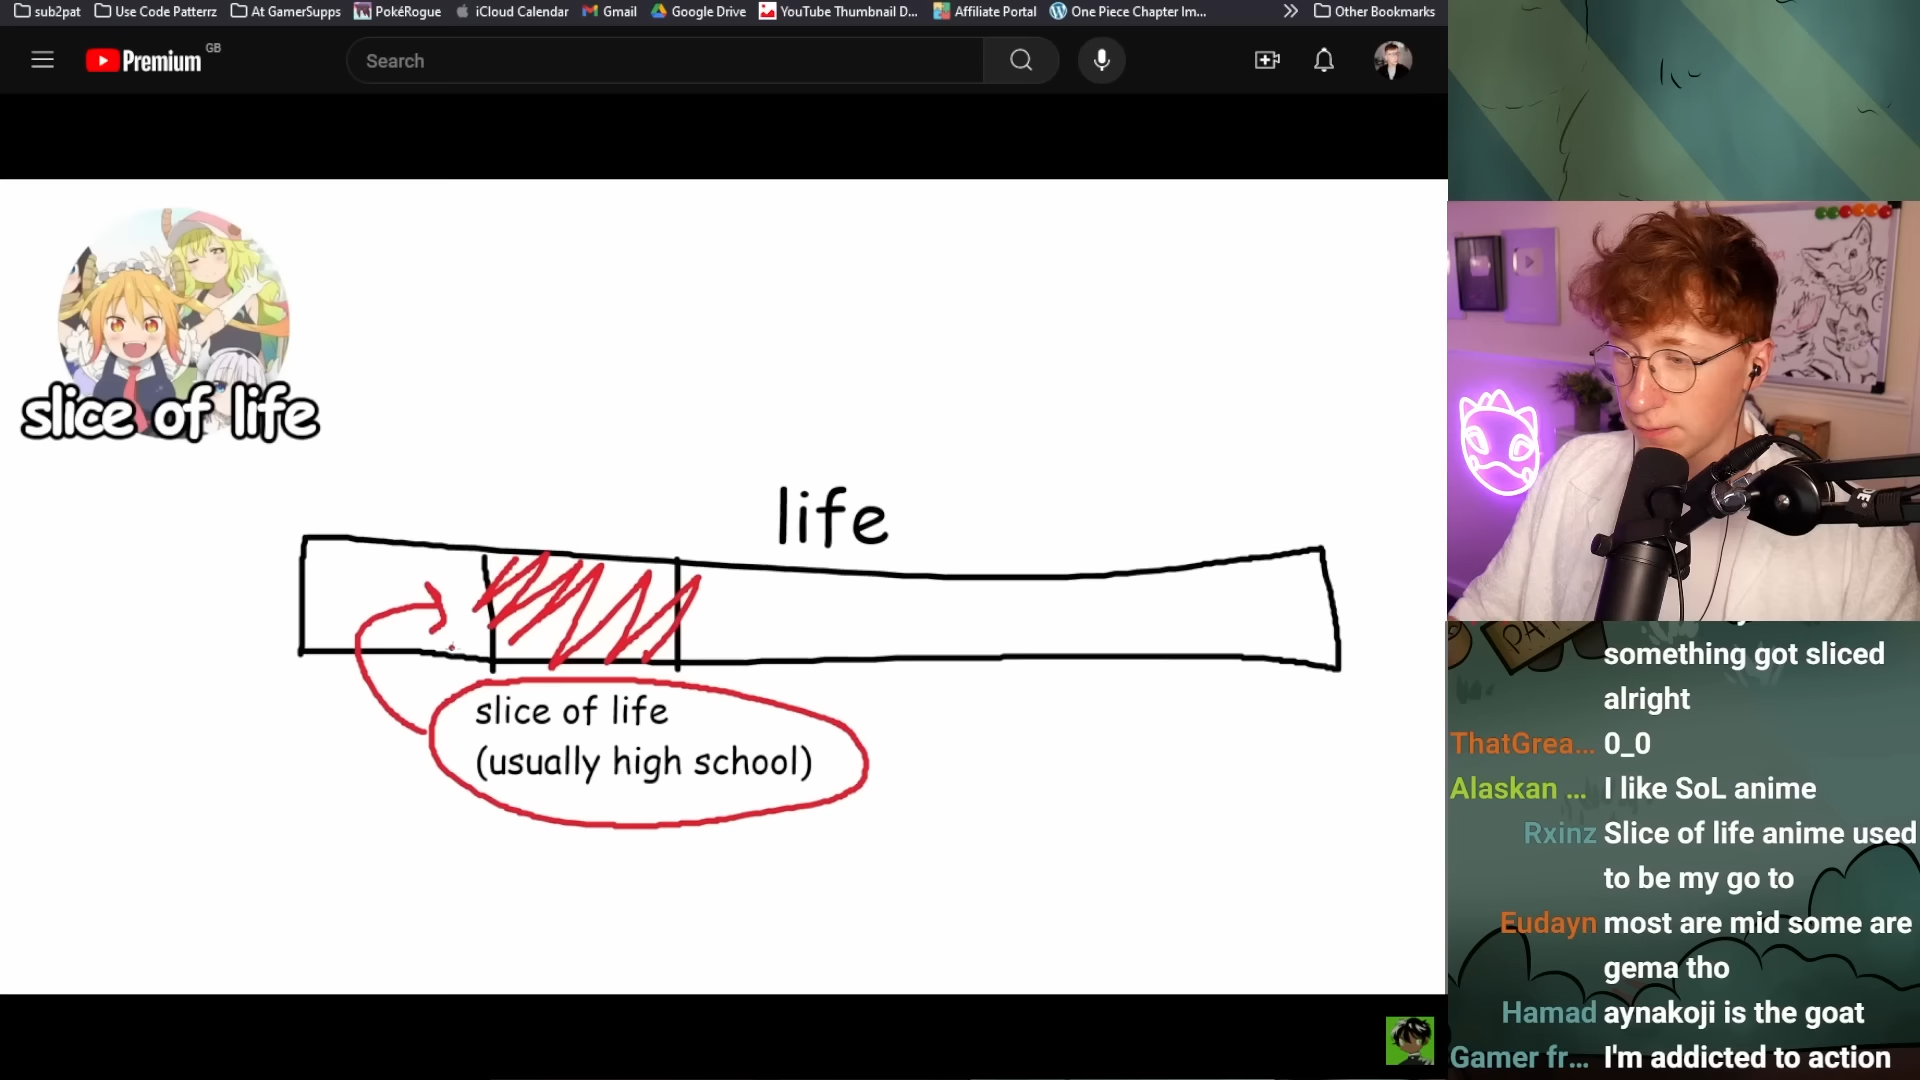 sub2pat
Use Code Patterrz
At GamerSupps
PokéRogue
iCloud Calendar
Gmail
Google Drive
YouTube Thumbnail D...
Affiliate Portal
One Piece Chapter Im...
Other Bookmarks
Premium
GB
Search
slice of life
life
slice of life
(usually high school)
something got sliced
alright
ThatGrea... 0_0
Alaskan ... I like SoL anime
Rxinz Slice of life anime used
to be my go to
Eudayn most are mid some are
gema tho
Hamad aynakoji is the goat
Gamer fr... I'm addicted to action